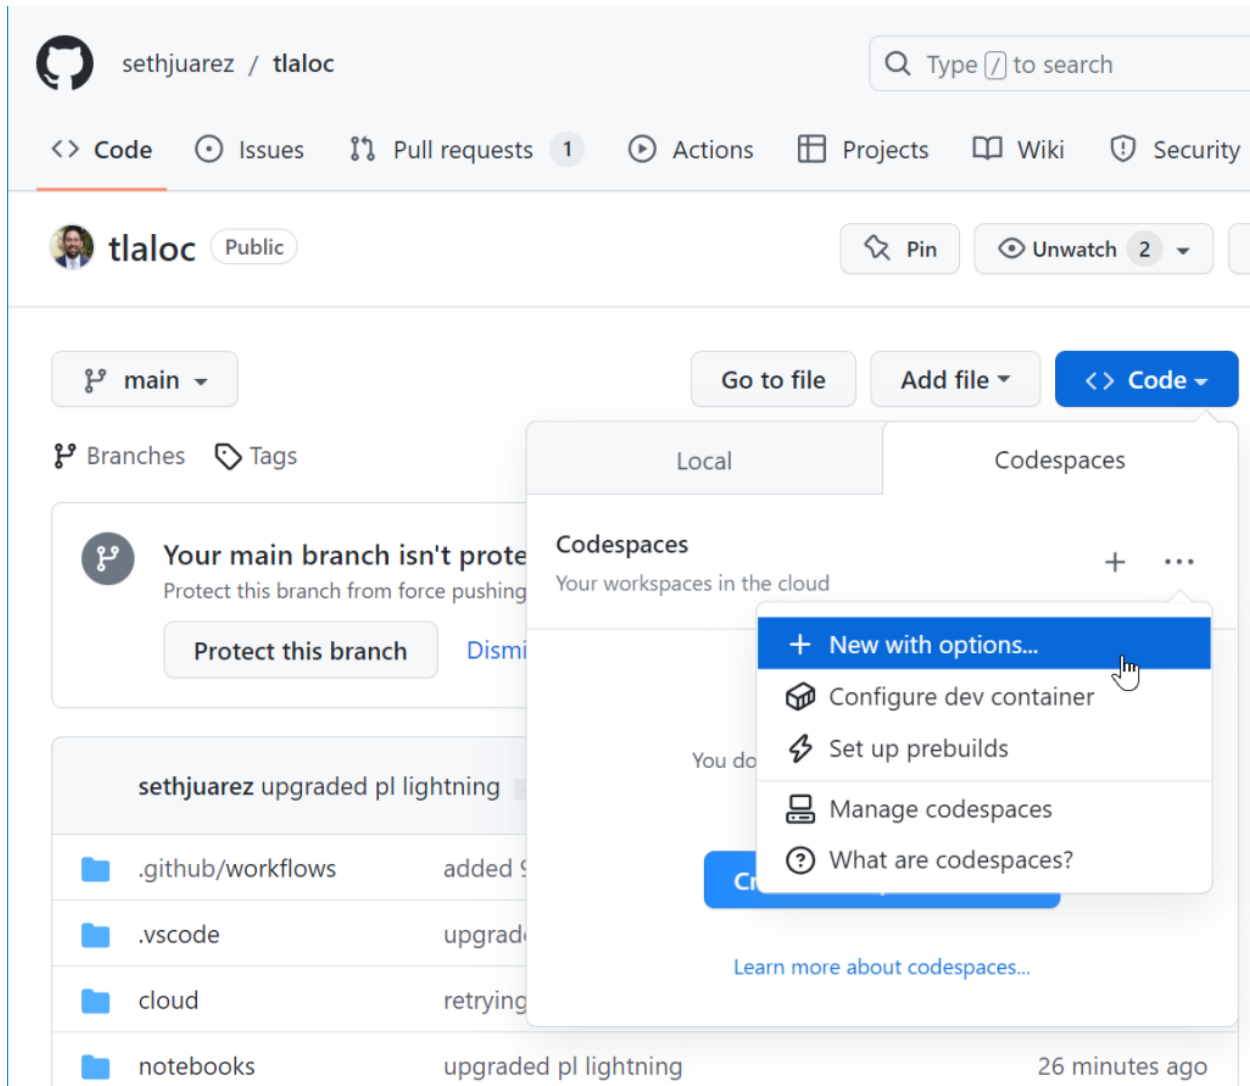 sethjuarez / tlaloc
Type / to search
Code Issues Pull requests 1 Actions Projects Wiki Security
tlaloc Public Pin Unwatch 2
main Go to file Add file Code
Branches Tags
Local Codespaces
Your main branch isn't
Protect this branch from force pushing
Protect this branch
Codespaces
Your workspaces in the cloud
New with options...
Configure dev container
Set up prebuilds
Manage codespaces
What are codespaces?
You
Learn more about codespaces...
sethjuarez upgraded pl lightning
.github/workflows added
.vscode
cloud retrying
notebooks upgraded pl lightning 26 minutes ago